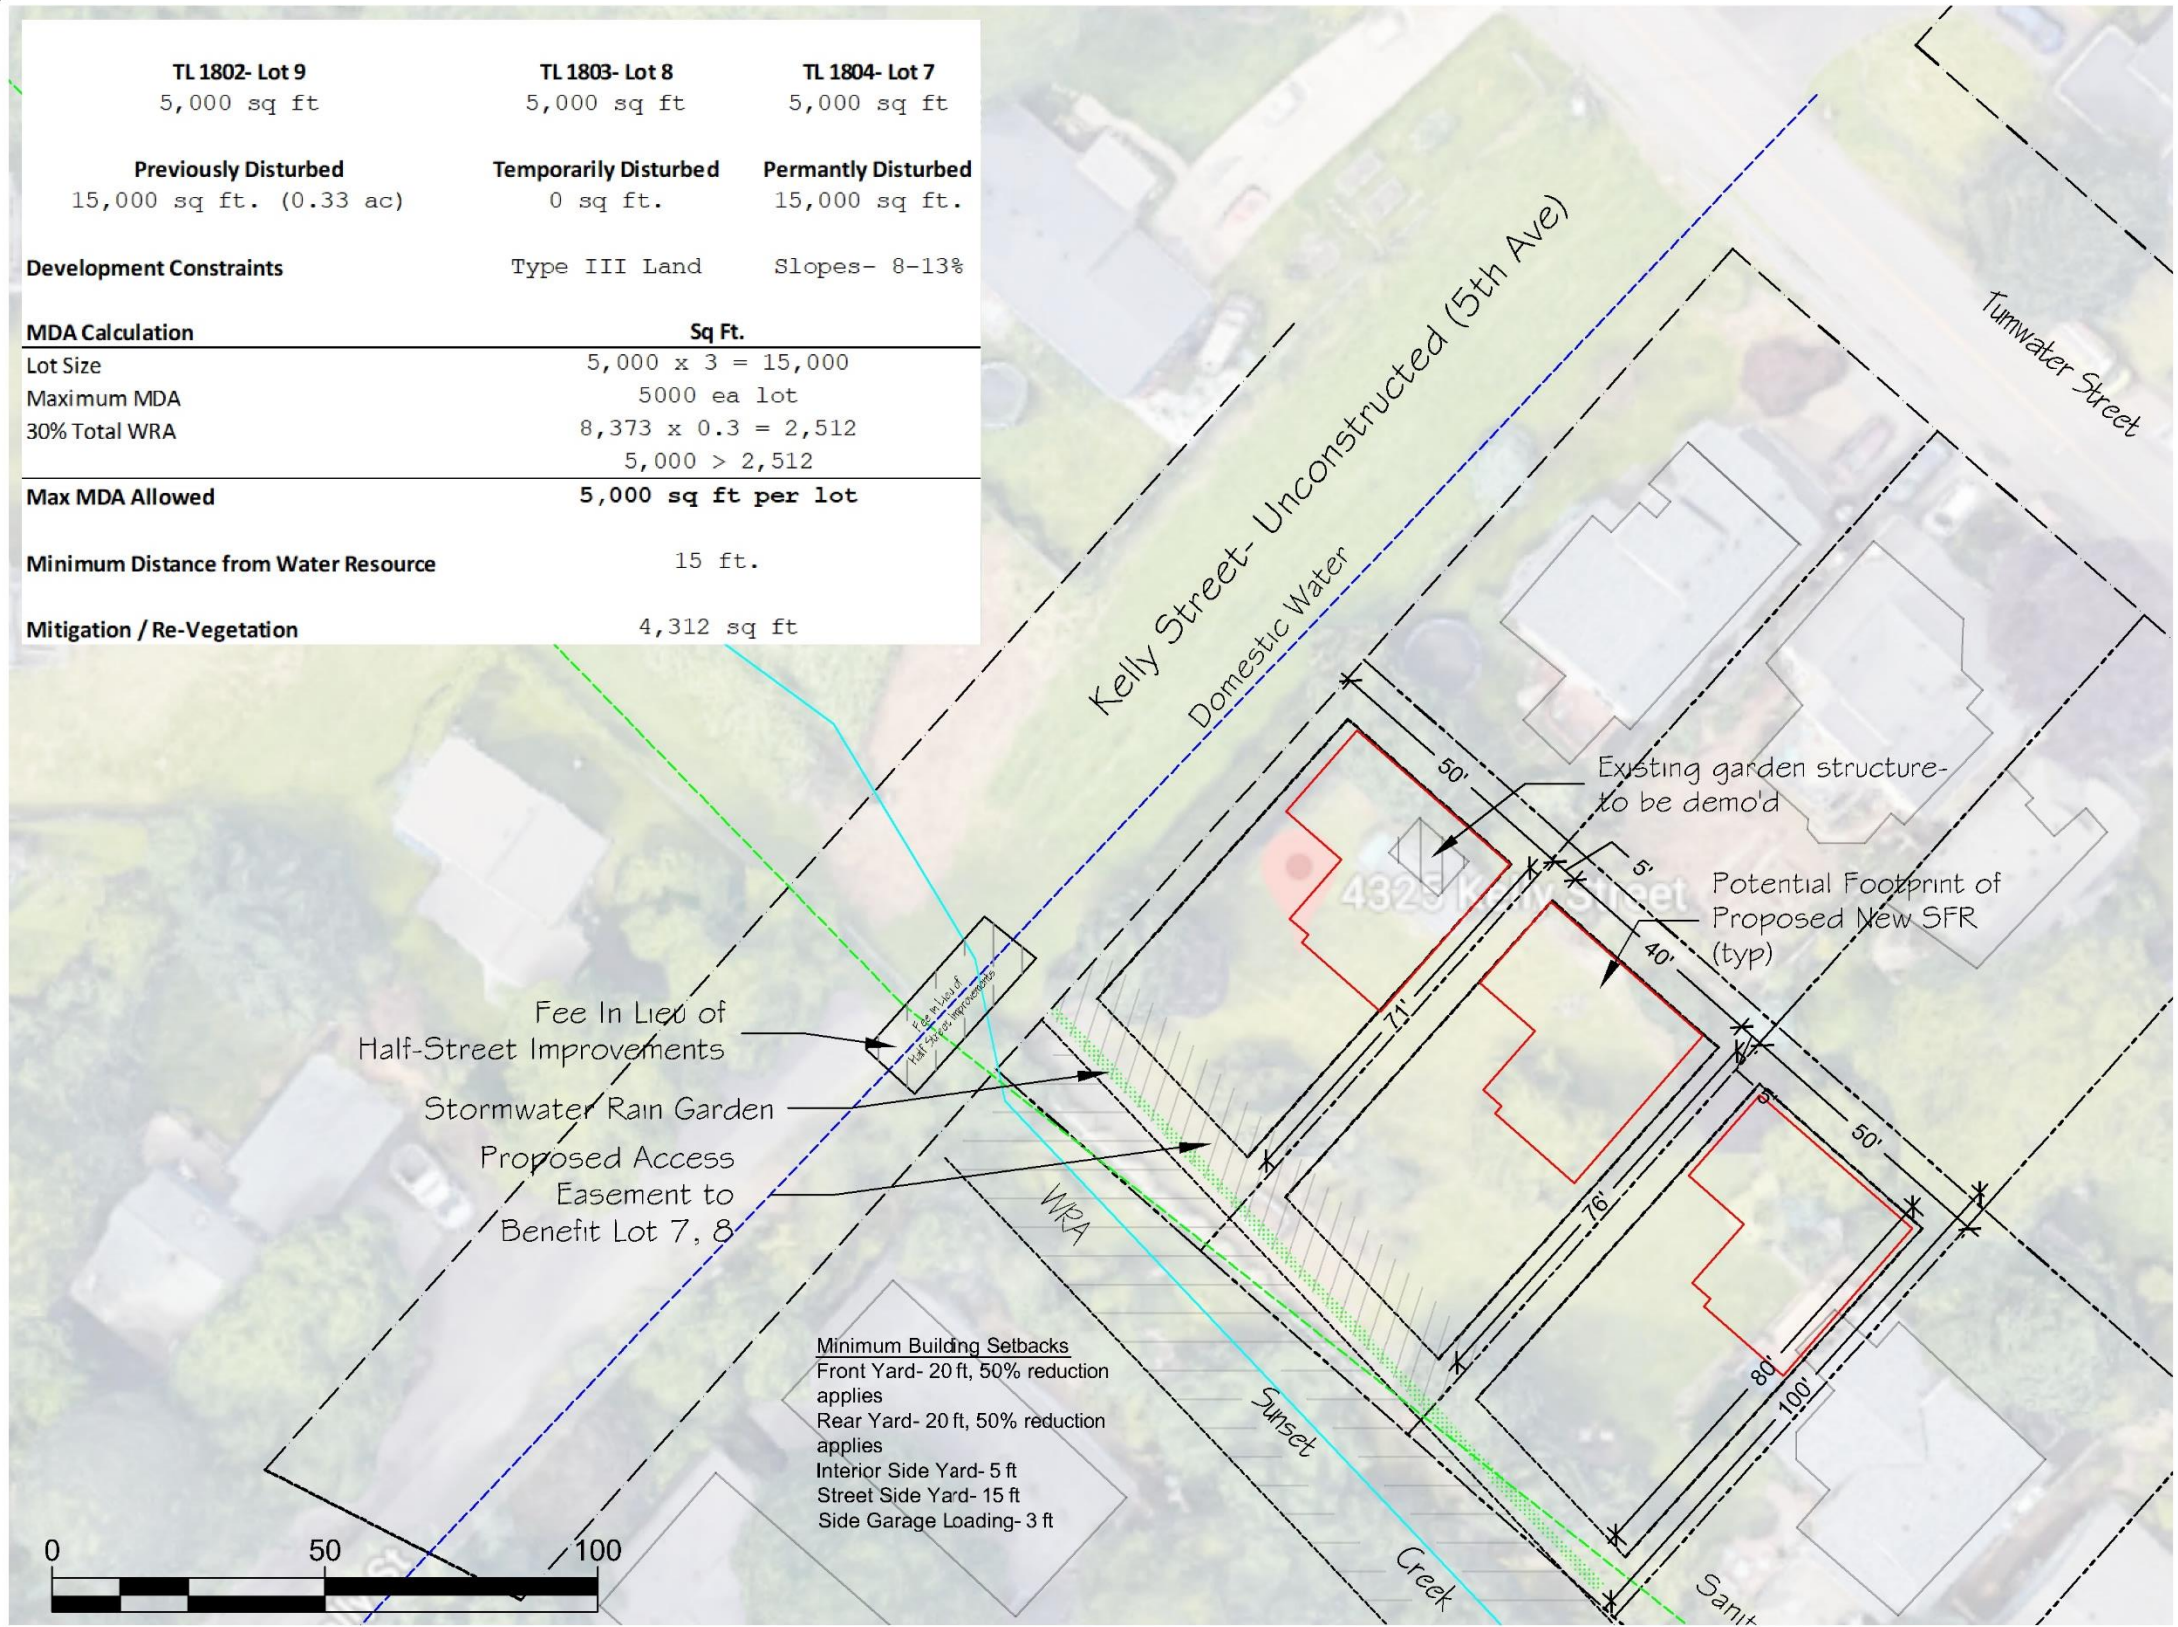 TL 1802- Lot 9 TL 1803- Lot 8 TL 1804- Lot 7
5,000 sq ft 5,000 sq ft 5,000 sq ft
Previously Disturbed Temporarily Disturbed Permantly Disturbed
15,000 sq ft. (0.33 ac) 0 sq ft. 15,000 sq ft.
Development Constraints Type III Land Slopes- 8-13%
MDA Calculation Sq Ft.
Lot Size 5,000 x 3 = 15,000
Maximum MDA 5000 ea lot
30% Total WRA 8,373 x 0.3 = 2,512
5,000 > 2,512
Max MDA Allowed 5,000 sq ft per lot
Minimum Distance from Water Resource 15 ft.
Mitigation / Re-Vegetation 4,312 sq ft
Kelly Street- Unconstructed (5th Ave)
Domestic Water
Tumwater Street
50'
Existing garden structure-
to be demo'd
5'
4325 Kelly Street
Potential Footprint of
Proposed New SFR
(typ)
40'
71'
Fee In Lieu of
Half Street Improvements
Fee In Lieu of
Half-Street Improvements
Stormwater Rain Garden
Proposed Access
Easement to
Benefit Lot 7, 8
5'
50'
76'
WRA
80'
100'
Minimum Building Setbacks
Front Yard- 20 ft, 50% reduction
applies
Rear Yard- 20 ft, 50% reduction
applies
Interior Side Yard- 5 ft
Street Side Yard- 15 ft
Side Garage Loading- 3 ft
Sunset
Creek
0 50 100